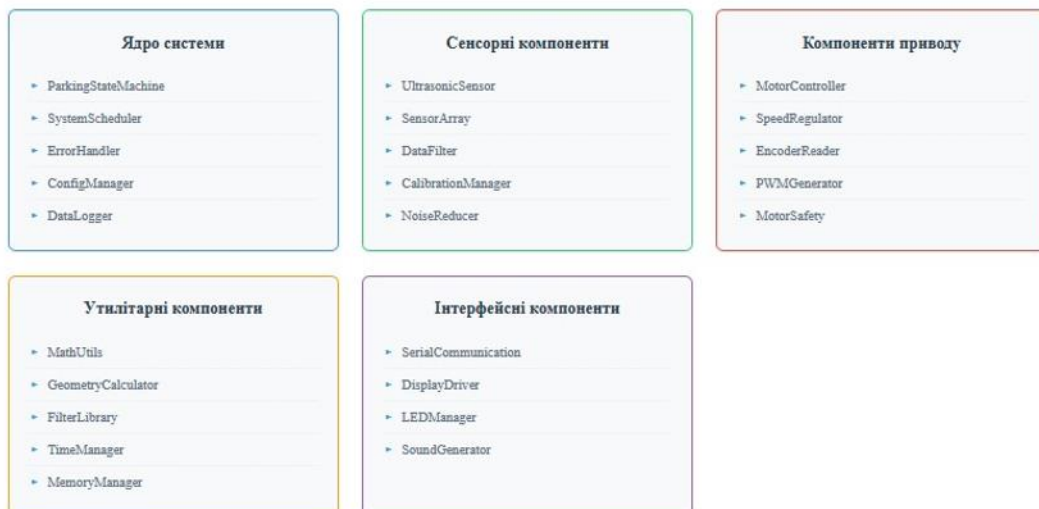 Ядро системи
► ParkingStateMachine
► SystemScheduler
► ErrorHandler
► ConfigManager
► DataLogger
Сенсорні компоненти
► UltrasonicSensor
► SensorArray
► DataFilter
► CalibrationManager
► NoiseReducer
Компоненти приводу
► MotorController
► SpeedRegulator
► EncoderReader
► PWMGenerator
► MotorSafety
Утилітарні компоненти
► MathUtils
► GeometryCalculator
► FilterLibrary
► TimeManager
► MemoryManager
Інтерфейсні компоненти
► SerialCommunication
► DisplayDriver
► LEDManager
► SoundGenerator